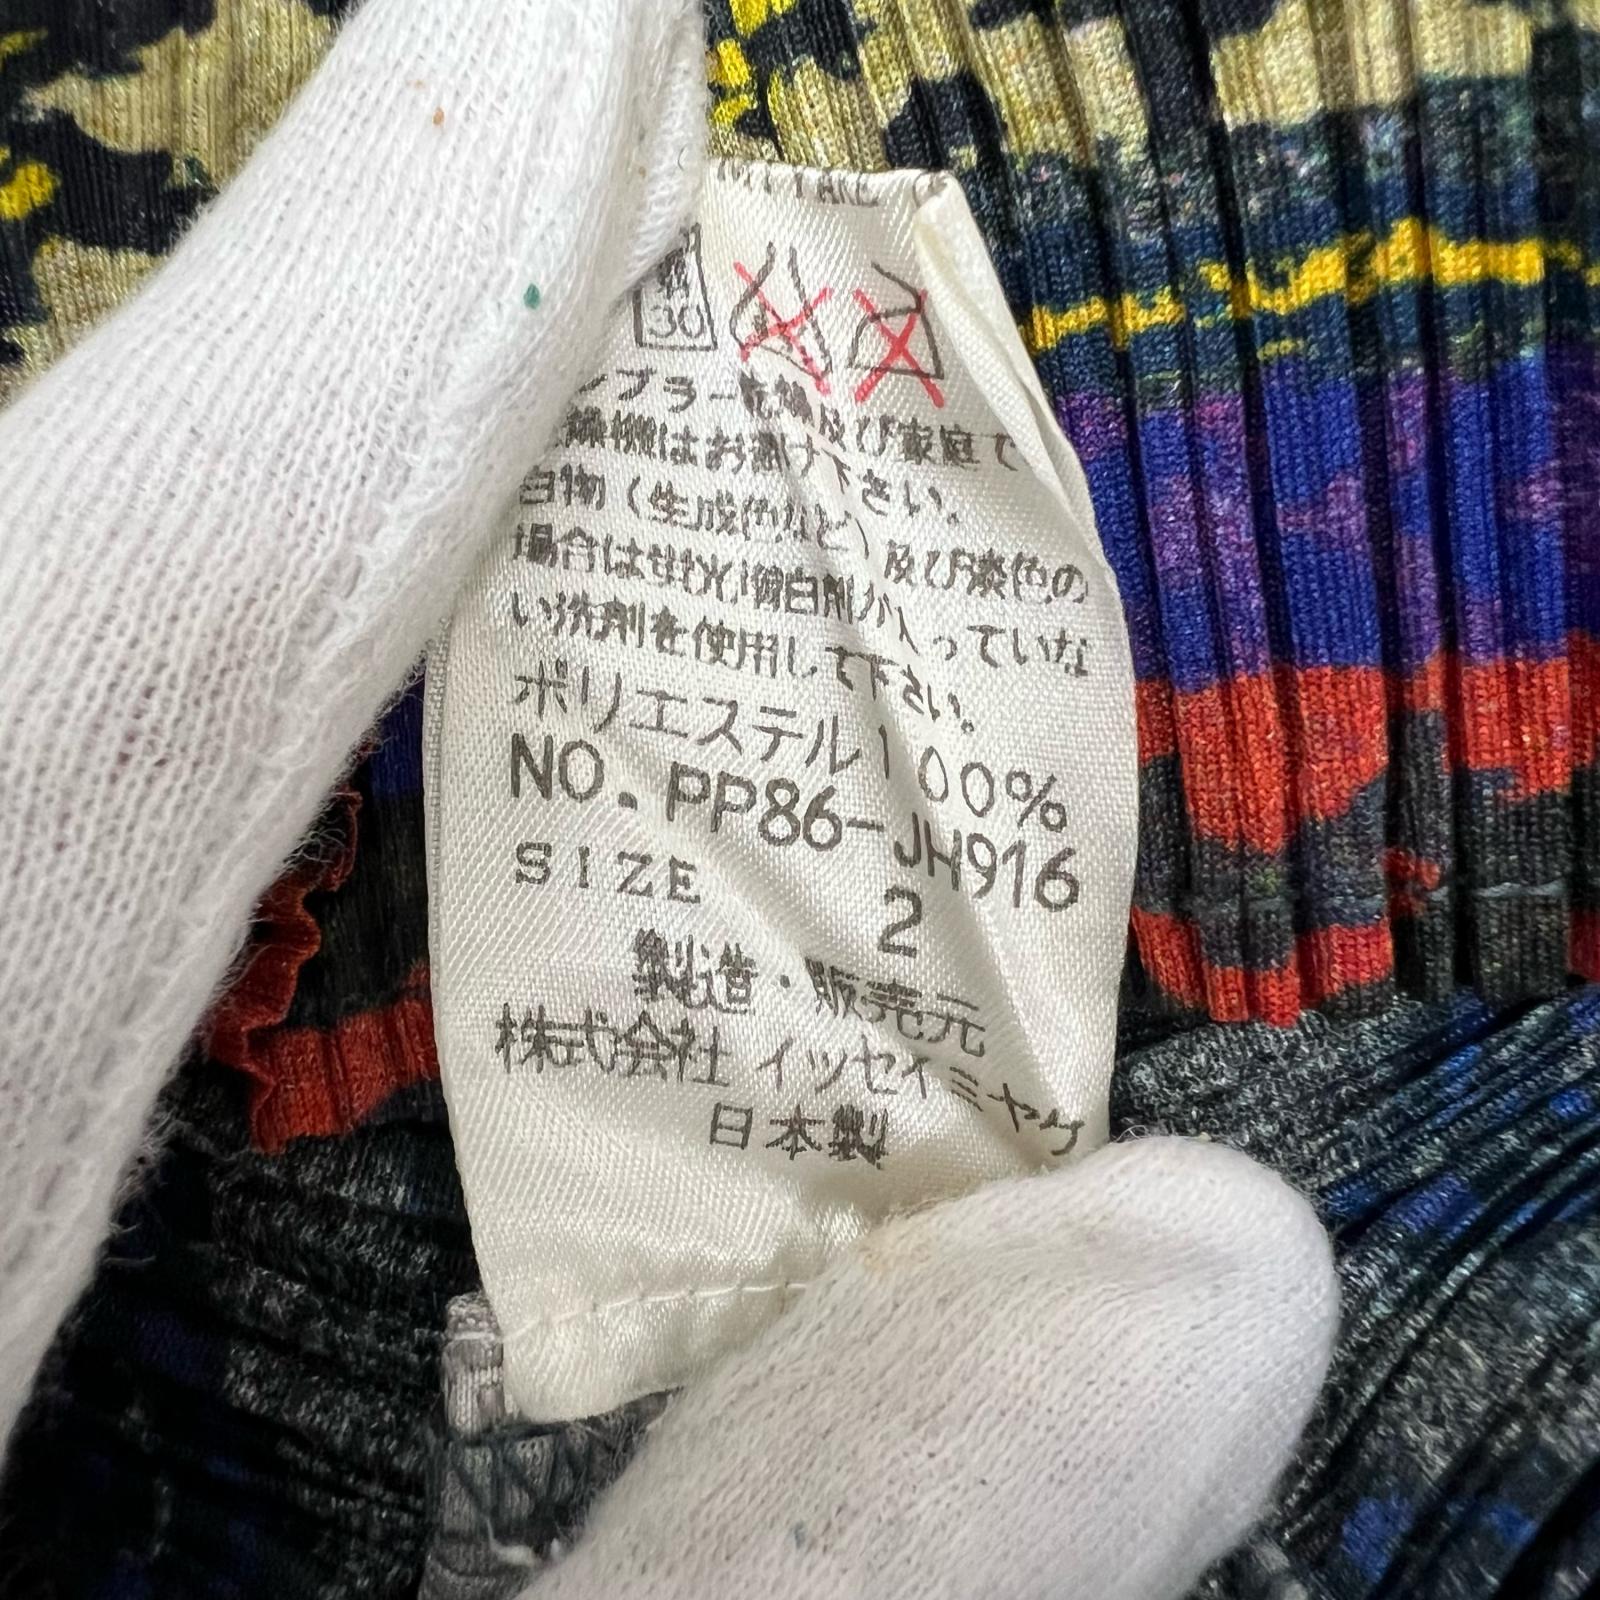 30
ンブラー乾燥及び家庭で
燥機はお避け下さい。
白物（生成色など）及び淡色の
場合は蛍光増白剤が入っていな
い洗剤を使用して下さい。
ポリエステル100%
NO. PP86-JH916
SIZE 2
製造・販売元
株式会社 イッセイミヤケ
日本製